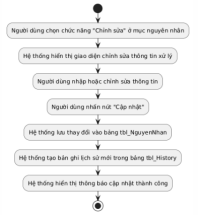 Người dùng chọn chức năng "Chỉnh sửa" ở mục nguyên nhân
Hệ thống hiển thị giao diện chỉnh sửa thông tin xử lý
Người dùng nhập hoặc chỉnh sửa thông tin
Người dùng nhấn nút "Cập nhật"
Hệ thống lưu thay đổi vào bảng tbl_NguyenNhan
Hệ thống tạo bản ghi lịch sử mới trong bảng tbl_History
Hệ thống hiển thị thông báo cập nhật thành công